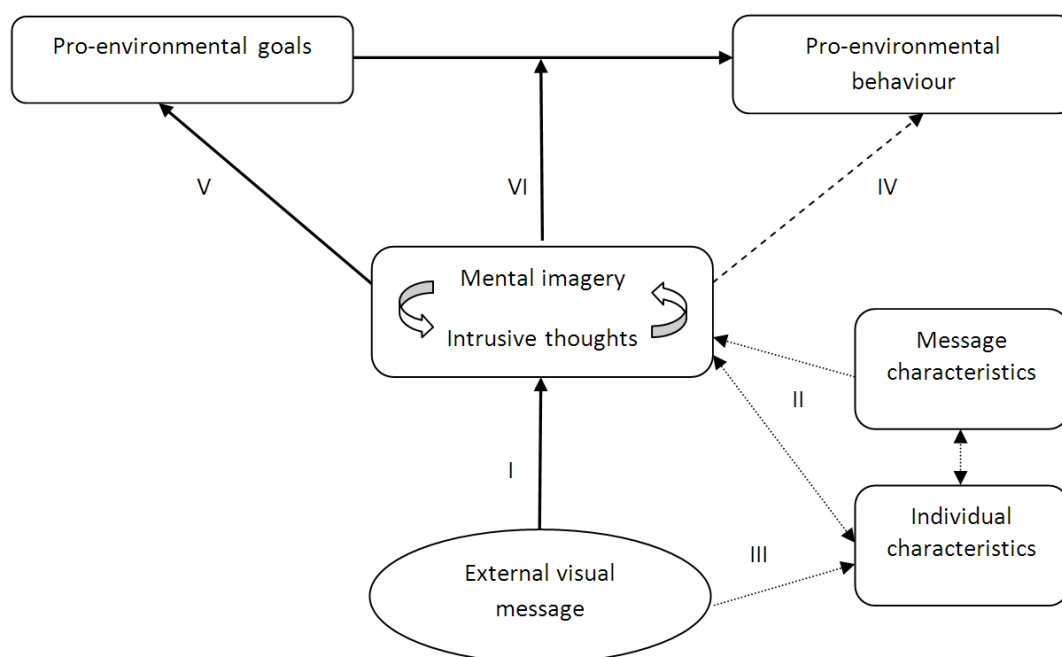 Pro-environmental goals
Pro-environmental
behaviour
V
VI
IV
Mental imagery
Intrusive thoughts
Message
characteristics
II
I
Individual
characteristics
III
External visual
message